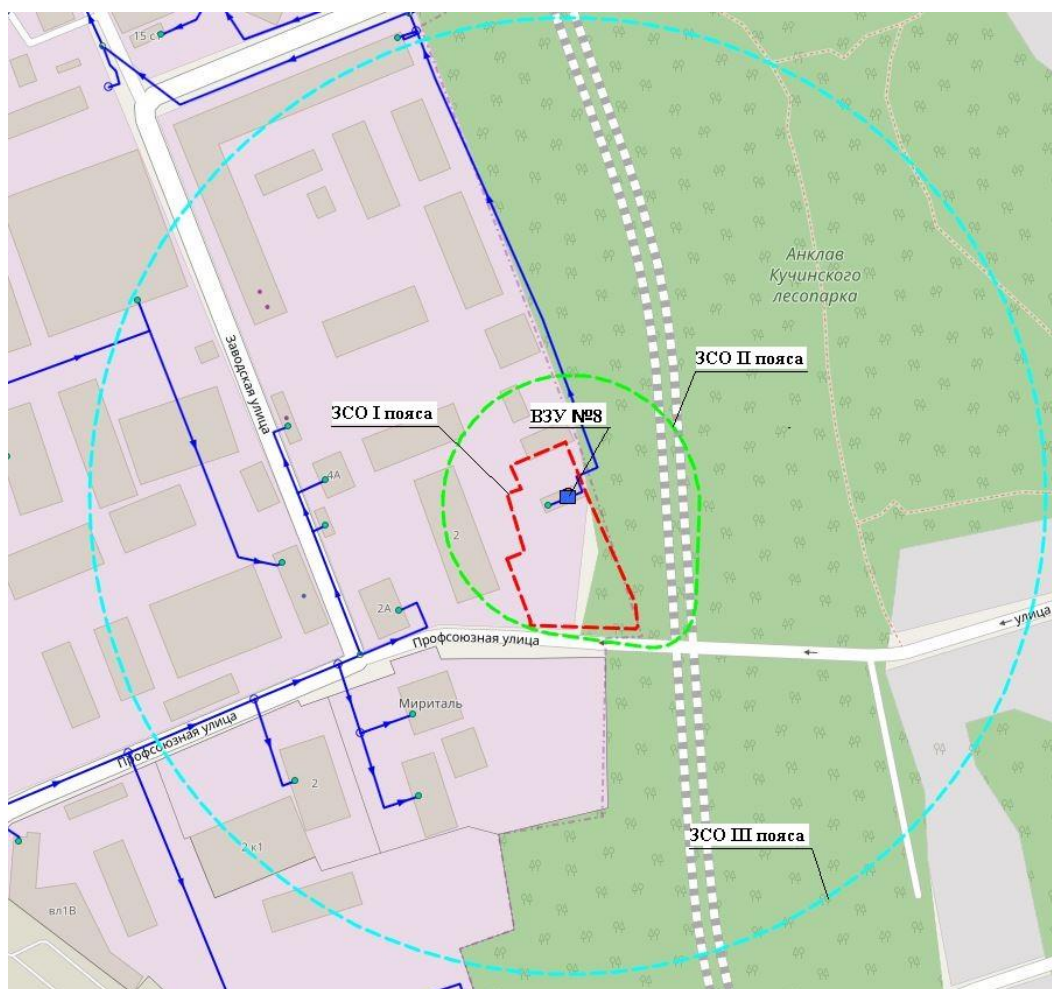 15 с1
Анклав
Кучинского
лесопарка
Заводская улица
ЗСО II пояса
ЗСО I пояса
ВЗУ №8
4А
2
2А
улица
Профсоюзная улица
Мириталь
Профсоюзная улица
2
ЗСО III пояса
2 к1
вл1В